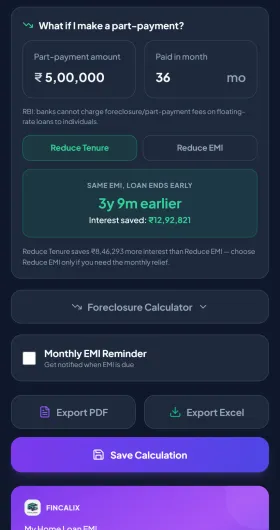 What if I make a part-payment?
Part-payment amount
Paid in month
₹ 5,00,000
36 mo
RBI: banks cannot charge foreclosure/part-payment fees on floating-
rate loans to individuals.
Reduce Tenure
Reduce EMI
SAME EMI, LOAN ENDS EARLY
3y 9m earlier
Interest saved: ₹12,92,821
Reduce Tenure saves ₹8,46,293 more interest than Reduce EMI — choose
Reduce EMI only if you need the monthly relief.
Foreclosure Calculator
Monthly EMI Reminder
Get notified when EMI is due
Export PDF
Export Excel
Save Calculation
FINCALIX
My Home Loan EMI